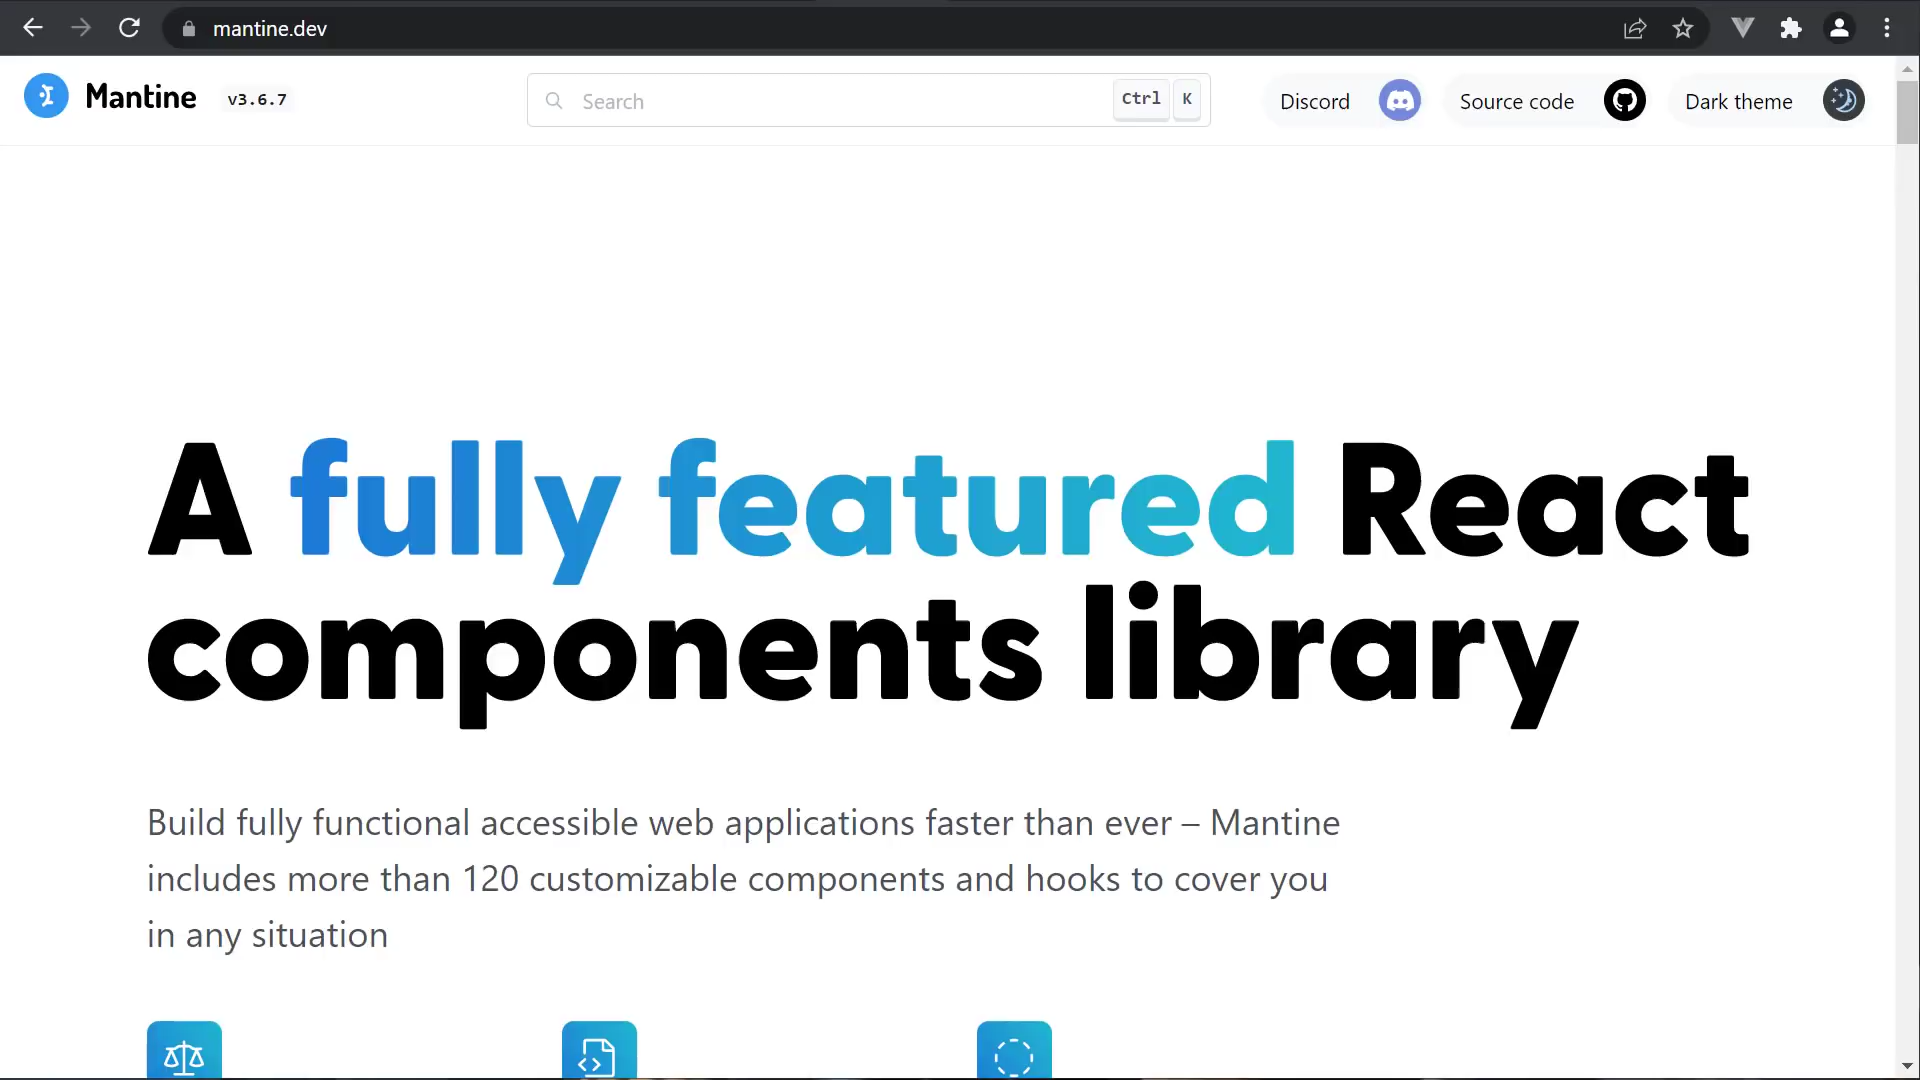 mantine.dev
Mantine v3.6.7 Search Ctrl K Discord Source code Dark theme
A fully featured React
components library
Build fully functional accessible web applications faster than ever – Mantine
includes more than 120 customizable components and hooks to cover you
in any situation